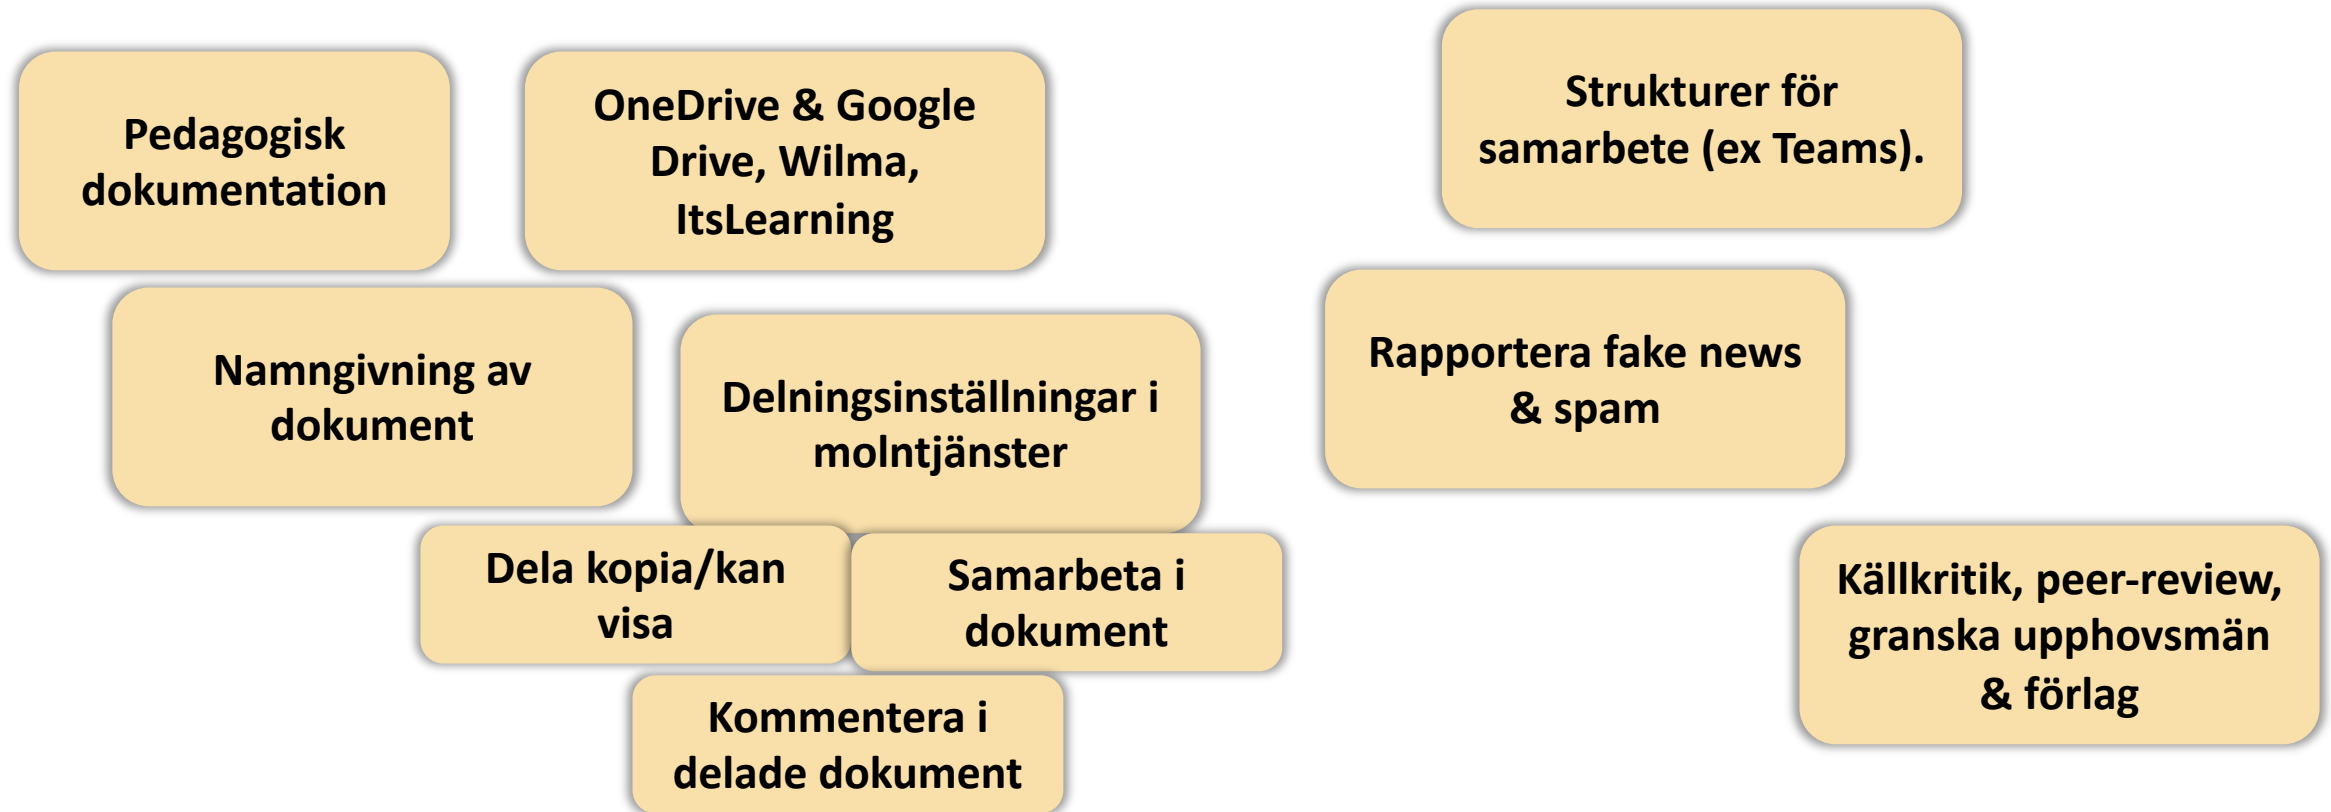 Pedagogisk
dokumentation
OneDrive & Google
Drive, Wilma,
ItsLearning
Strukturer för
samarbete (ex Teams).
Namngivning av
dokument
Delningsinställningar i
molntjänster
Rapportera fake news
& spam
Dela kopia/kan
visa
Samarbeta i
dokument
Källkritik, peer-review,
granska upphovsmän
& förlag
Kommentera i
delade dokument